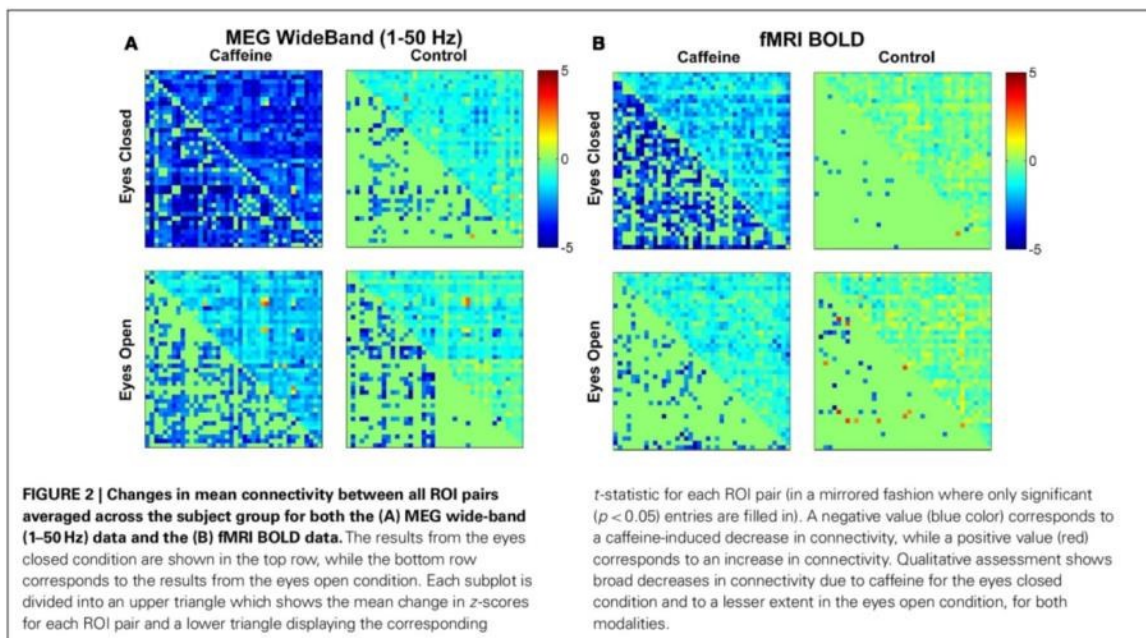 A
MEG WideBand (1-50 Hz)
Caffeine
Control
Eyes Closed
5
0
-5
Eyes Open
B
fMRI BOLD
Caffeine
Control
Eyes Closed
5
0
-5
Eyes Open
FIGURE 2 | Changes in mean connectivity between all ROI pairs
averaged across the subject group for both the (A) MEG wide-band
(1–50 Hz) data and the (B) fMRI BOLD data. The results from the eyes
closed condition are shown in the top row, while the bottom row
corresponds to the results from the eyes open condition. Each subplot is
divided into an upper triangle which shows the mean change in z-scores
for each ROI pair and a lower triangle displaying the corresponding
t-statistic for each ROI pair (in a mirrored fashion where only significant
(p < 0.05) entries are filled in). A negative value (blue color) corresponds to
a caffeine-induced decrease in connectivity, while a positive value (red)
corresponds to an increase in connectivity. Qualitative assessment shows
broad decreases in connectivity due to caffeine for the eyes closed
condition and to a lesser extent in the eyes open condition, for both
modalities.